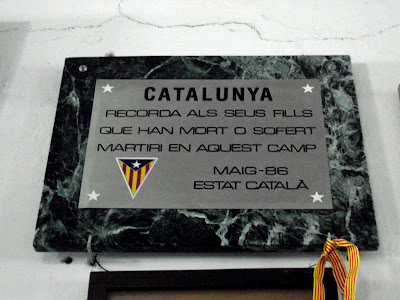 CATALUNYA
RECORDA ALS SEUS FILLS
QUE HAN MORT O SOFERT
MARTIRI EN AQUEST CAMP
MAIG-86
ESTAT CATALÀ